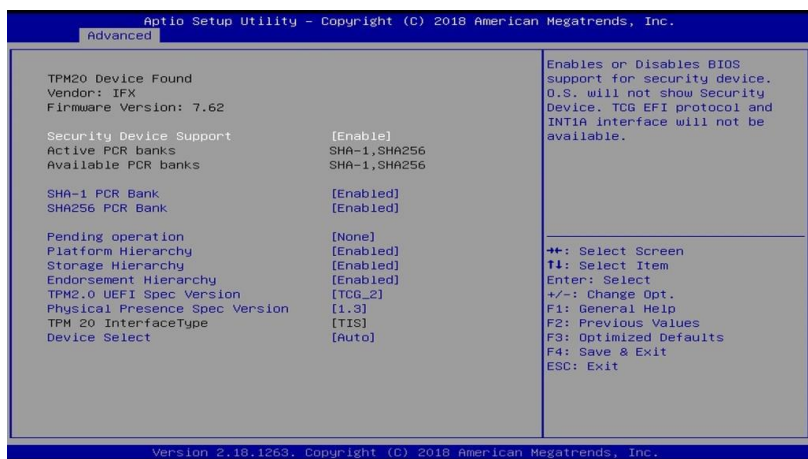 Aptio Setup Utility – Copyright (C) 2018 American Megatrends, Inc.
Advanced
TPM20 Device Found
Vendor: IFX
Firmware Version: 7.62
Security Device Support [Enable]
Active PCR banks SHA-1,SHA256
Available PCR banks SHA-1,SHA256
SHA-1 PCR Bank [Enabled]
SHA256 PCR Bank [Enabled]
Pending operation [None]
Platform Hierarchy [Enabled]
Storage Hierarchy [Enabled]
Endorsement Hierarchy [Enabled]
TPM2.0 UEFI Spec Version [TCG_2]
Physical Presence Spec Version [1.3]
TPM 20 InterfaceType [TIS]
Device Select [Auto]
Enables or Disables BIOS
support for security device.
O.S. will not show Security
Device. TCG EFI protocol and
INT1A interface will not be
available.
→←: Select Screen
↑↓: Select Item
Enter: Select
+/-: Change Opt.
F1: General Help
F2: Previous Values
F3: Optimized Defaults
F4: Save & Exit
ESC: Exit
Version 2.18.1263. Copyright (C) 2018 American Megatrends, Inc.